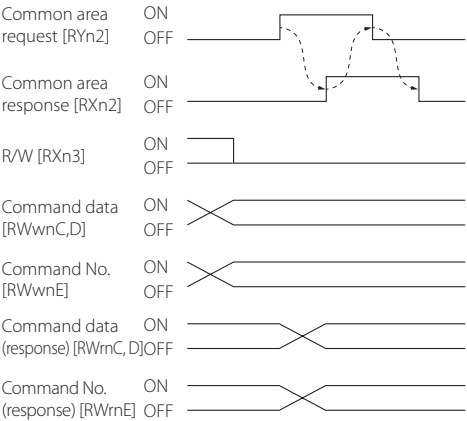 Common area ON
request [RYn2] OFF
Common area ON
response [RXn2] OFF
ON
R/W [RXn3]
OFF
Command data ON
[RWwnC,D] OFF
Command No. ON
[RWwnE] OFF
Command data ON
(response) [RWrnC, D]OFF
Command No. ON
(response) [RWrnE] OFF